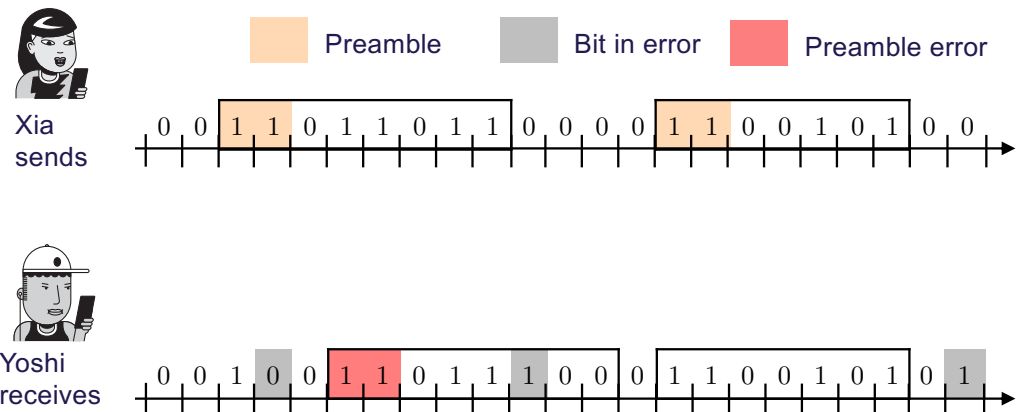 Preamble
Bit in error
Preamble error
Xia
sends
0 0 1 1 0 1 1 0 1 1 0 0 0 0 1 1 0 0 1 0 1 0 0
Yoshi
receives
0 0 1 0 0 1 1 0 1 1 1 0 0 0 1 1 0 0 1 0 1 0 1